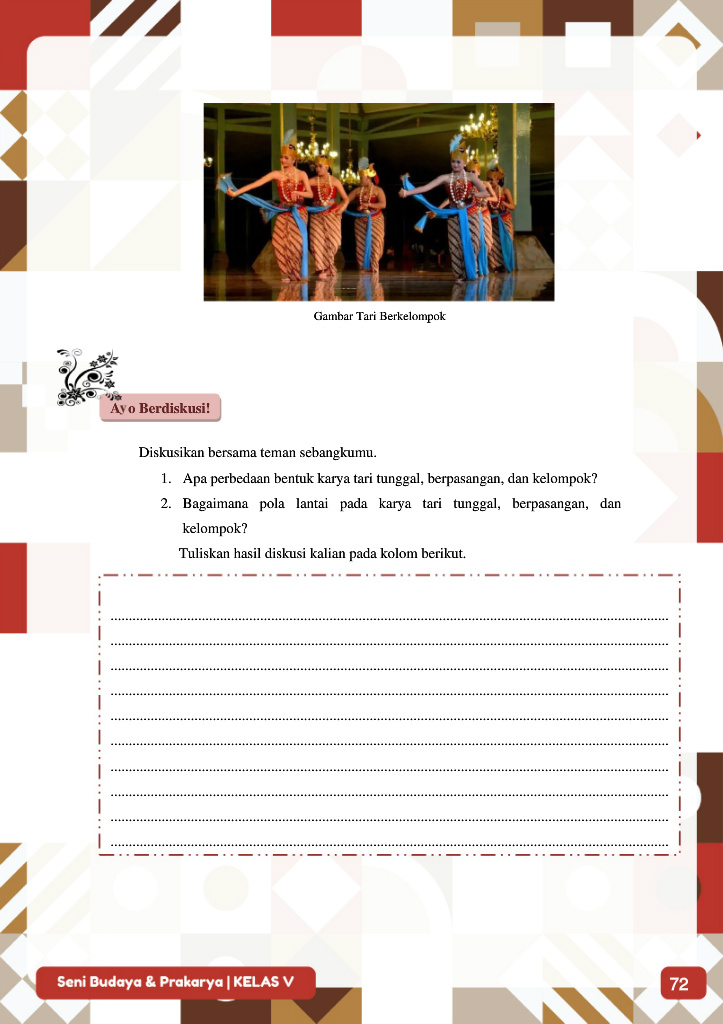 Gambar Tari Berkelompok
Ayo Berdiskusi!
Diskusikan bersama teman sebangkumu.
1. Apa perbedaan bentuk karya tari tunggal, berpasangan, dan kelompok?
2. Bagaimana pola lantai pada karya tari tunggal, berpasangan, dan
kelompok?
Tuliskan hasil diskusi kalian pada kolom berikut.
Seni Budaya & Prakarya | KELAS V
72